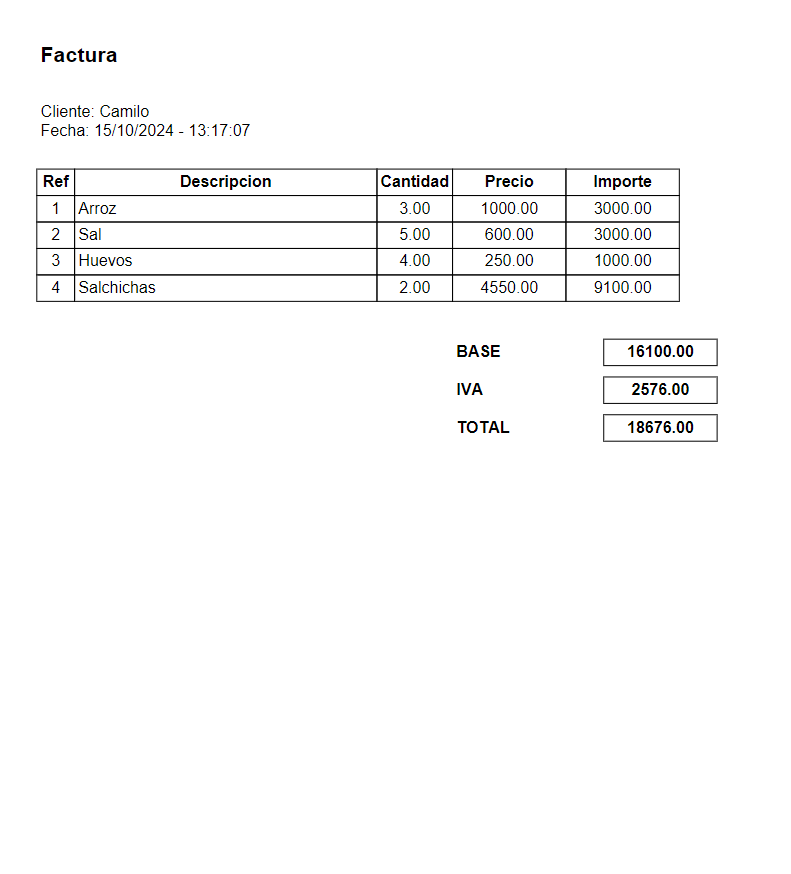 Factura
Cliente: Camilo
Fecha: 15/10/2024 - 13:17:07
Ref Descripcion Cantidad Precio Importe
1 Arroz 3.00 1000.00 3000.00
2 Sal 5.00 600.00 3000.00
3 Huevos 4.00 250.00 1000.00
4 Salchichas 2.00 4550.00 9100.00
BASE 16100.00
IVA 2576.00
TOTAL 18676.00